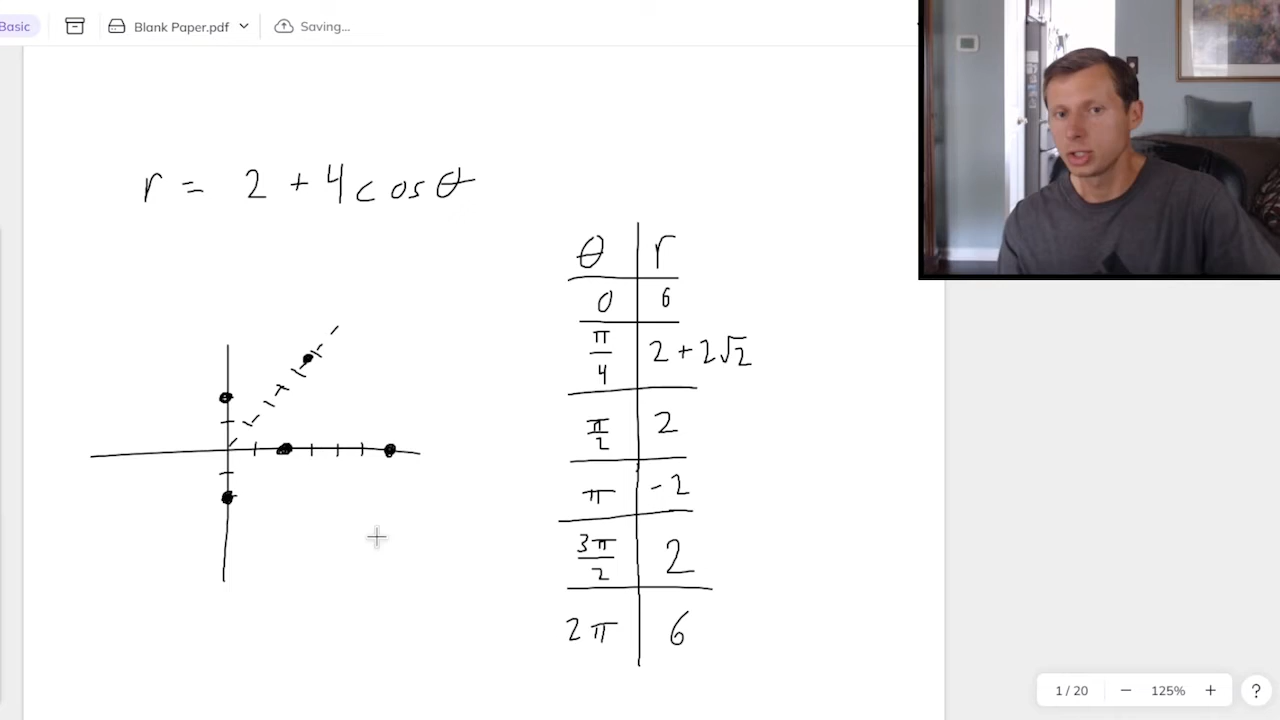 Basic
Blank Paper.pdf
Saving...
r = 2 + 4cosθ
θ r
0 6
π/4 2 + 2√2
π/2 2
π -2
3π/2 2
2π 6
1 / 20 − 125% + ?